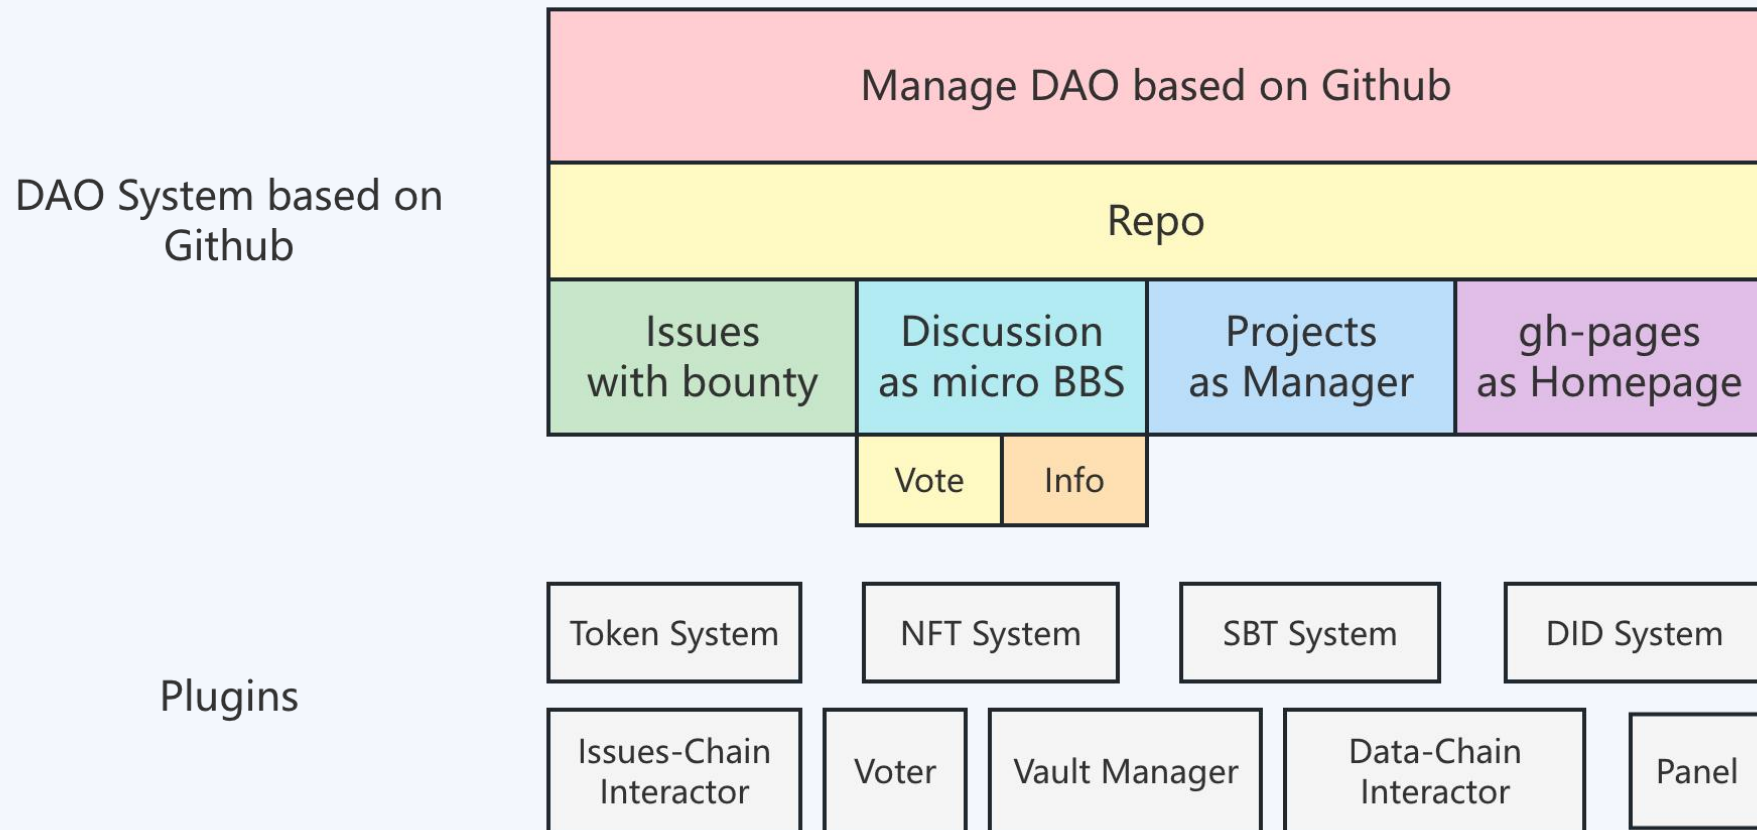 Manage DAO based on Github
DAO System based on
Github
Repo
Issues
with bounty
Discussion
as micro BBS
Projects
as Manager
gh-pages
as Homepage
Vote
Info
Plugins
Token System
NFT System
SBT System
DID System
Issues-Chain
Interactor
Voter
Vault Manager
Data-Chain
Interactor
Panel